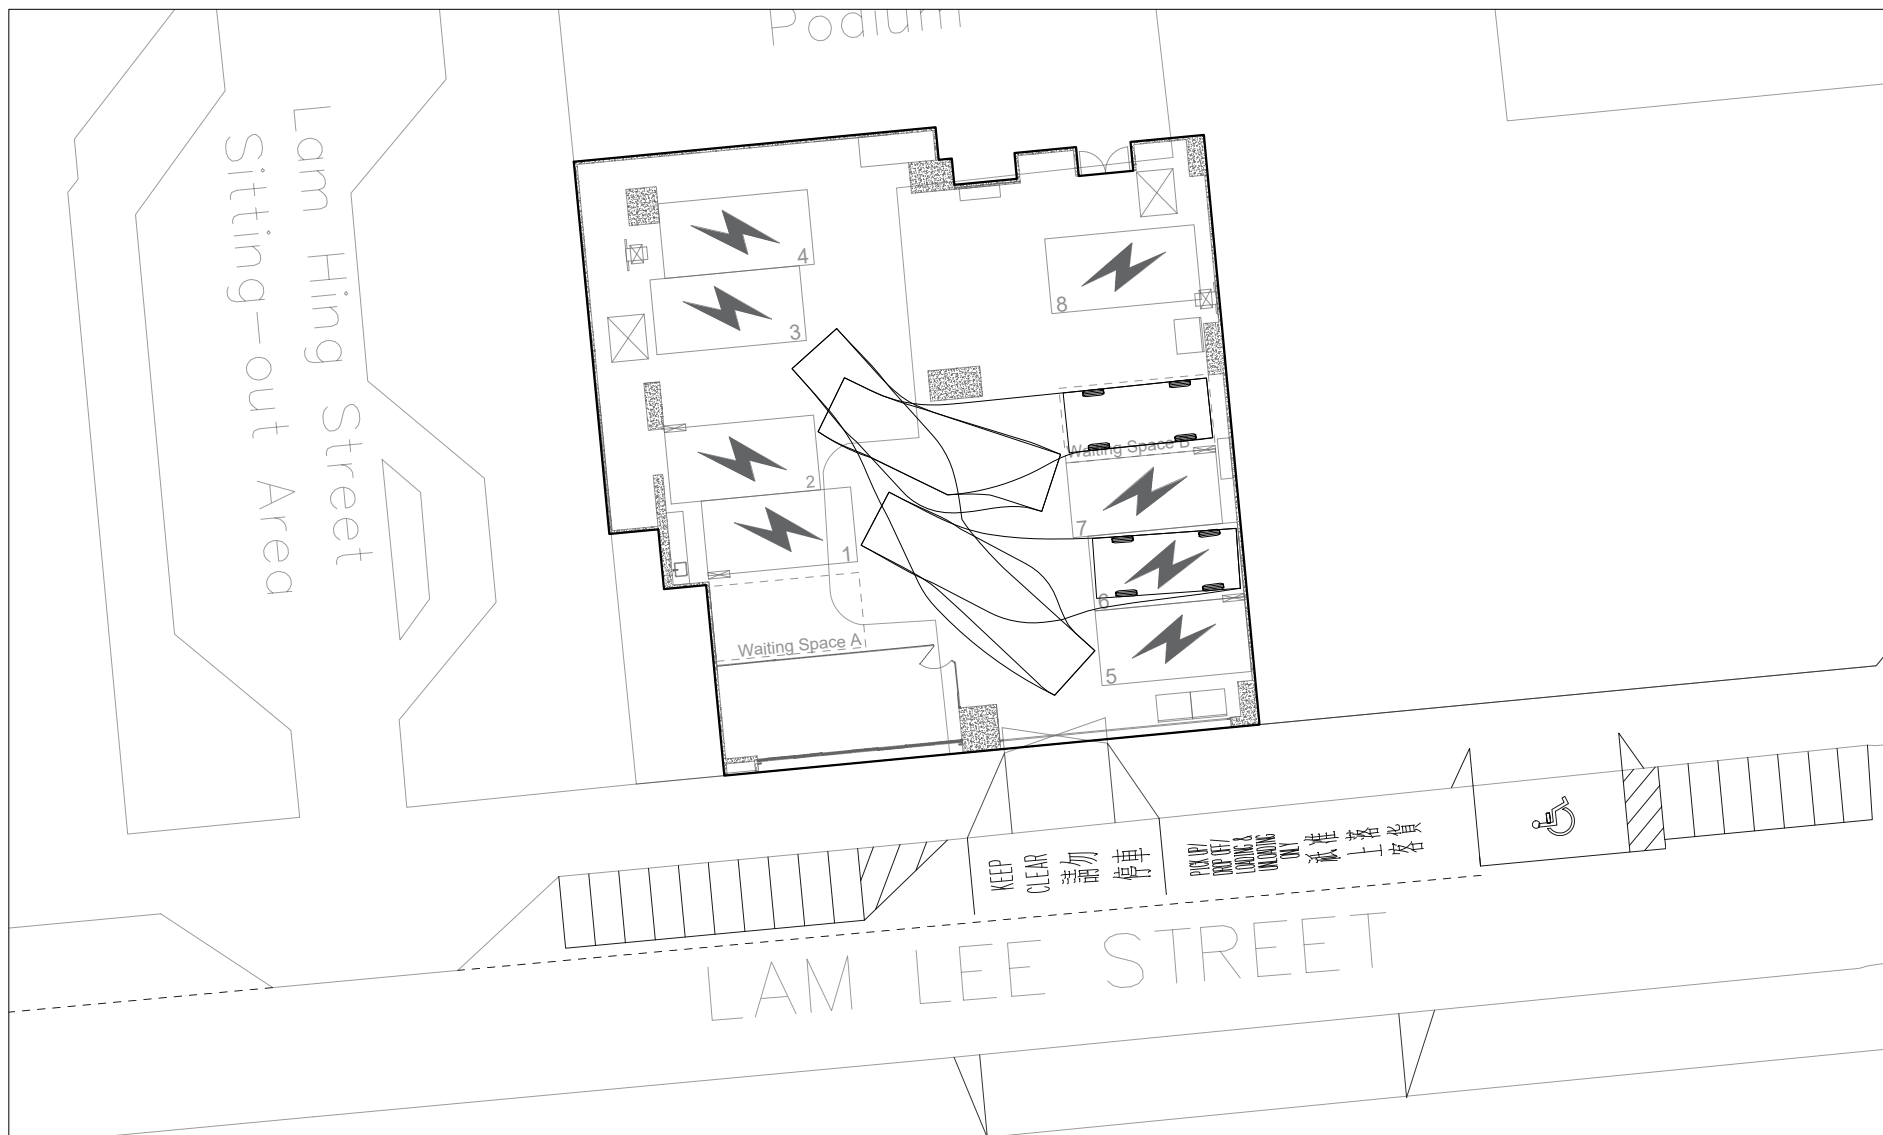 Podium
Lam Hing Street
Sitting-out Area
4
3
8
2
1
Waiting Space B
7
6
5
Waiting Space A
KEEP
CLEAR
請勿
停車
PICK UP/
DROP OFF/
LOADING &
UNLOADING
ONLY
祇准
上落
客貨
LAM LEE STREET